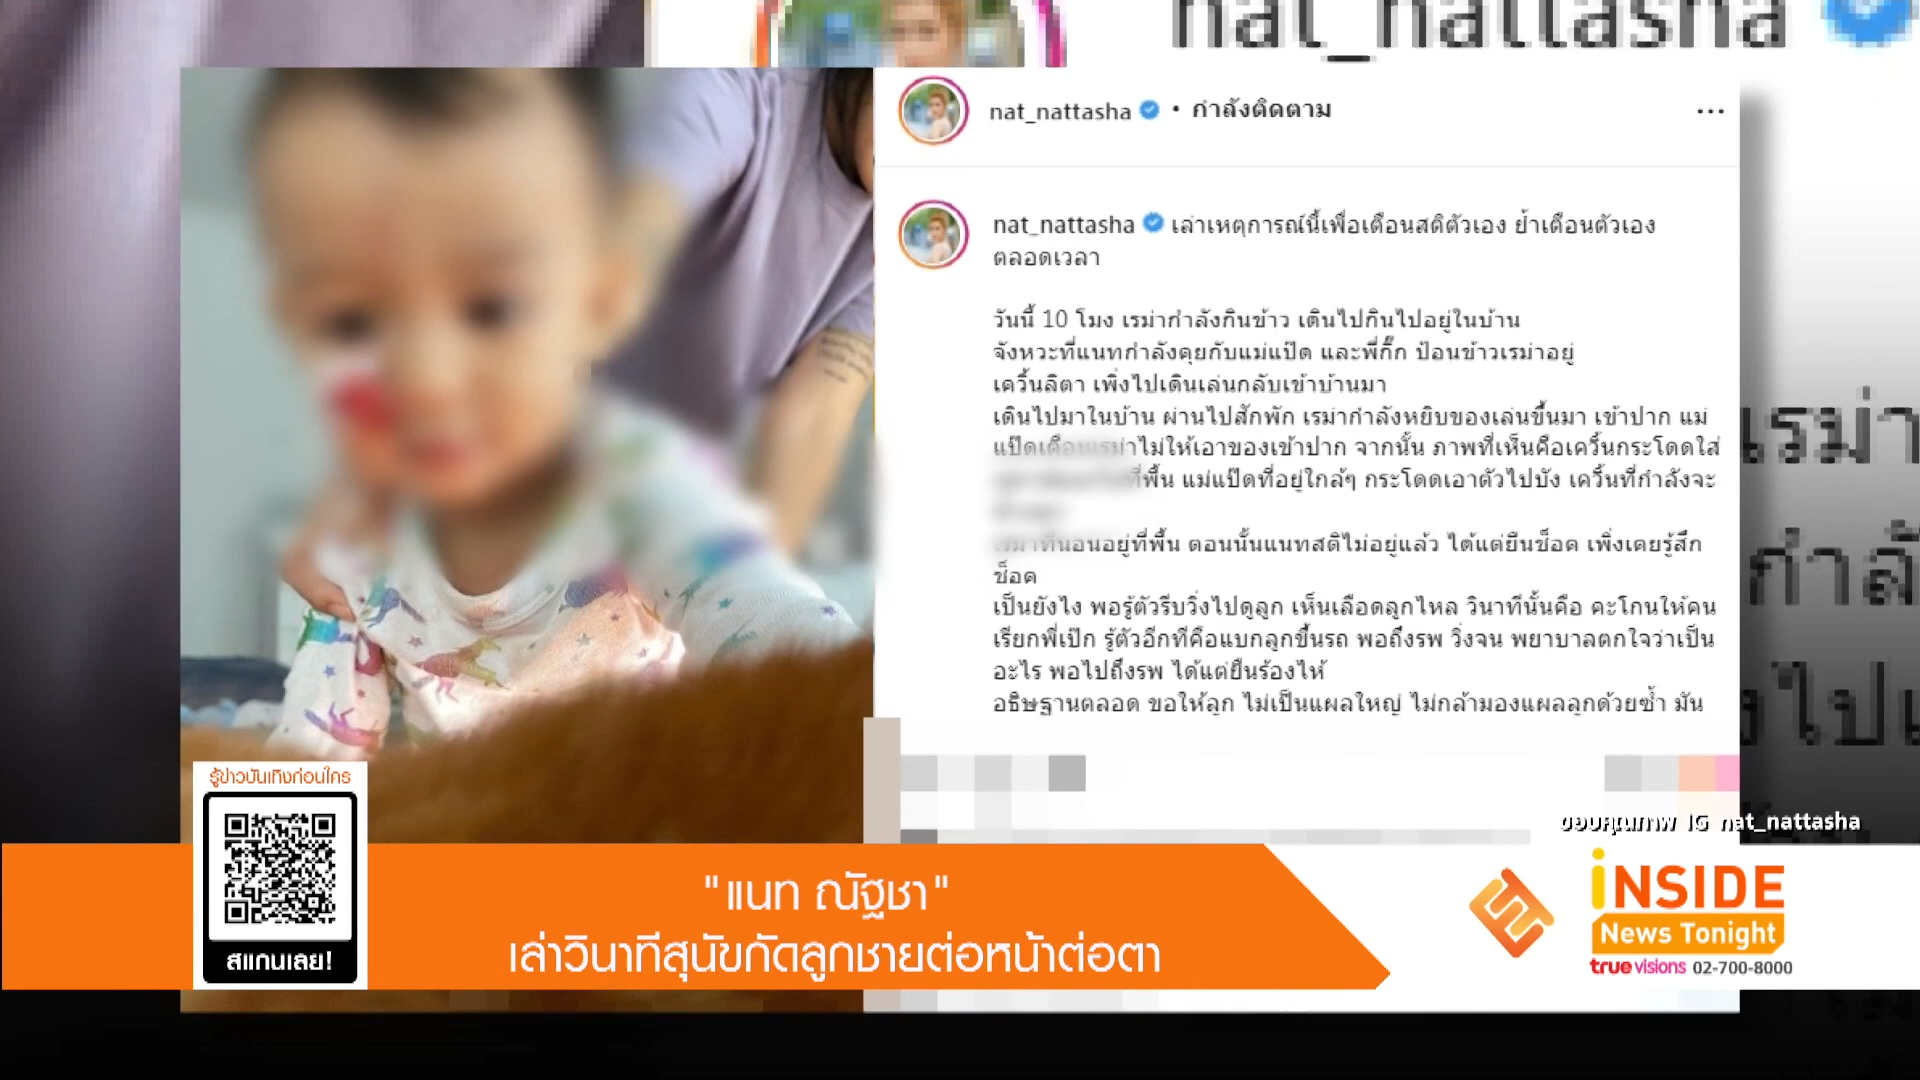 nat_nattasha
nat_nattasha • กำลังติดตาม ...
nat_nattasha เล่าเหตุการณ์นี้เพื่อเตือนสติตัวเอง ย้ำเตือนตัวเอง
ตลอดเวลา
วันนี้ 10 โมง เรม่ากำลังกินข้าว เดินไปกินไปอยู่ในบ้าน
จังหวะที่แนทกำลังคุยกับแม่แป๊ด และพี่กิ๊ก ป้อนข้าวเรม่าอยู่
เควิ้นลิตา เพิ่งไปเดินเล่นกลับเข้าบ้านมา
เดินไปมาในบ้าน ผ่านไปสักพัก เรม่ากำลังหยิบของเล่นขึ้นมา เข้าปาก แม่
แป๊ดเตือนเรม่าไม่ให้เอาของเข้าปาก จากนั้น ภาพที่เห็นคือเควิ้นกระโดดใส่
ที่พื้น แม่แป๊ดที่อยู่ใกล้ๆ กระโดดเอาตัวไปบัง เควิ้นที่กำลังจะ
เรม่าที่นอนอยู่ที่พื้น ตอนนั้นแนทสติไม่อยู่แล้ว ได้แต่ยืนช็อค เพิ่งเคยรู้สึก
ช็อค
เป็นยังไง พอรู้ตัวรีบวิ่งไปดูลูก เห็นเลือดลูกไหล วินาทีนั้นคือ ตะโกนให้คน
เรียกพี่เป๊ก รู้ตัวอีกทีคือแบกลูกขึ้นรถ พอถึงรพ วิ่งจน พยาบาลตกใจว่าเป็น
อะไร พอไปถึงรพ ได้แต่ยืนร้องไห้
อธิษฐานตลอด ขอให้ลูก ไม่เป็นแผลใหญ่ ไม่กล้ามองแผลลูกด้วยซ้ำ มัน
เรม่า
กำลั
งไปเ
รู้ข่าวบันเทิงก่อนใคร
สแกนเลย!
ขอบคุณภาพ IG nat_nattasha
"แนท ณัฐชา"
เล่าวินาทีสุนัขกัดลูกชายต่อหน้าต่อตา
iNSIDE
News Tonight
truevisions 02-700-8000